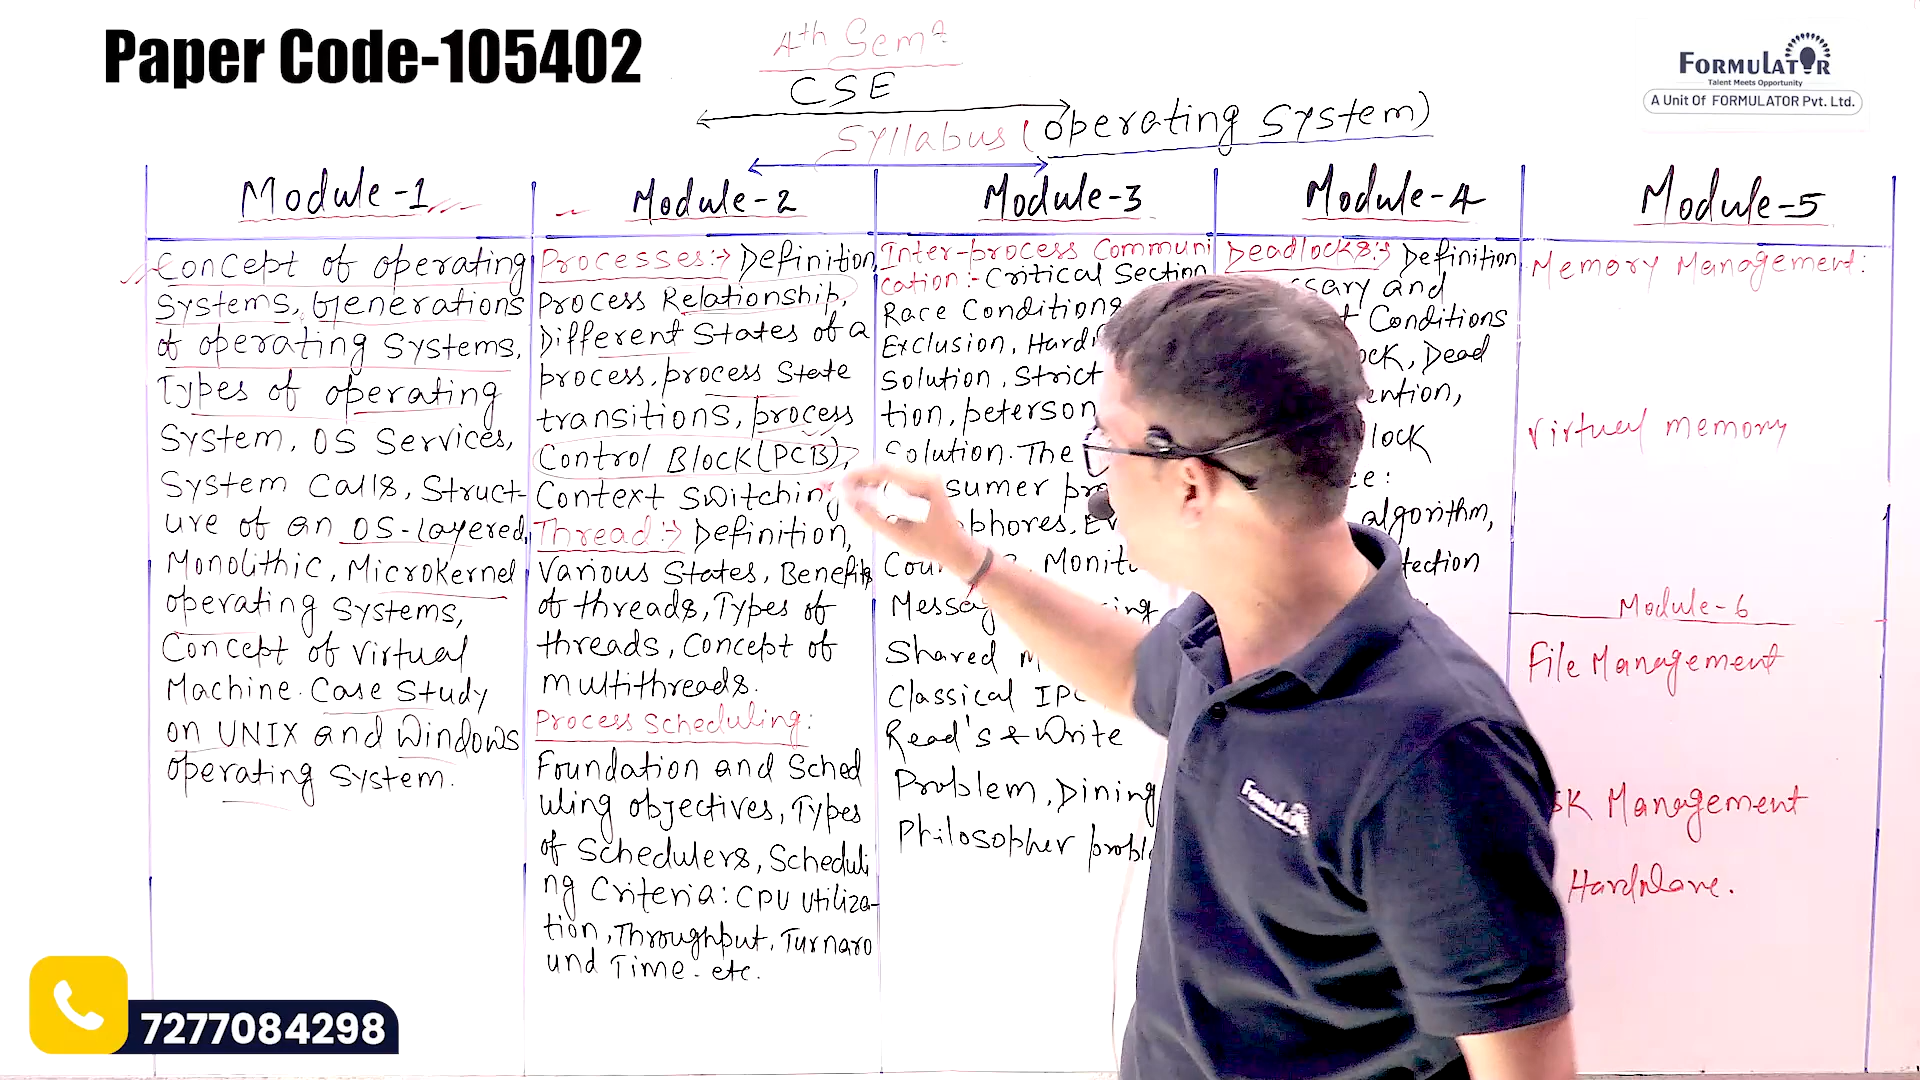 Paper Code-105402
4th Sem
CSE
Syllabus (operating System)
FORMULATOR
Talent Meets Opportunity
A Unit Of FORMULATOR Pvt. Ltd.
Module-1
Concept of operating
Systems, Generations
of operating Systems,
Types of operating
System, OS Services,
System Calls, Struct-
ure of an OS-layered,
Monolithic, Microkernel
operating Systems,
Concept of Virtual
Machine. Case Study
on UNIX and Windows
operating System.
Module-2
Processes:→ Definition,
Process Relationship,
Different States of a
process, process State
transitions, process
Control Block (PCB),
Context Switching
Thread:→ Definition,
Various States, Benefits
of threads, Types of
threads, Concept of
multithreads.
Process Scheduling:
Foundation and Sched
uling objectives, Types
of Schedulers, Scheduli
ng Criteria: CPU utiliza-
tion, Throughput, Turnaro
und Time. etc.
Module-3
Inter-process Communi
cation:- Critical Section
Race Conditions
Exclusion, Hard
Solution, Strict
tion, peterson
Solution. The
sumer pro
phores, Ev
Cou Monit
Messa ing
Shared M
Classical IPC
Read's & Write
Problem, Dining
Philosopher probl
Module-4
Deadlocks:→ Definition
ssary and
t Conditions
ock, Dead
ention,
lock
ce:
algorithm,
tection
Module-5
Memory Management:
Virtual memory
Module-6
File Management
sk Management
Hardware.
Formula
7277084298